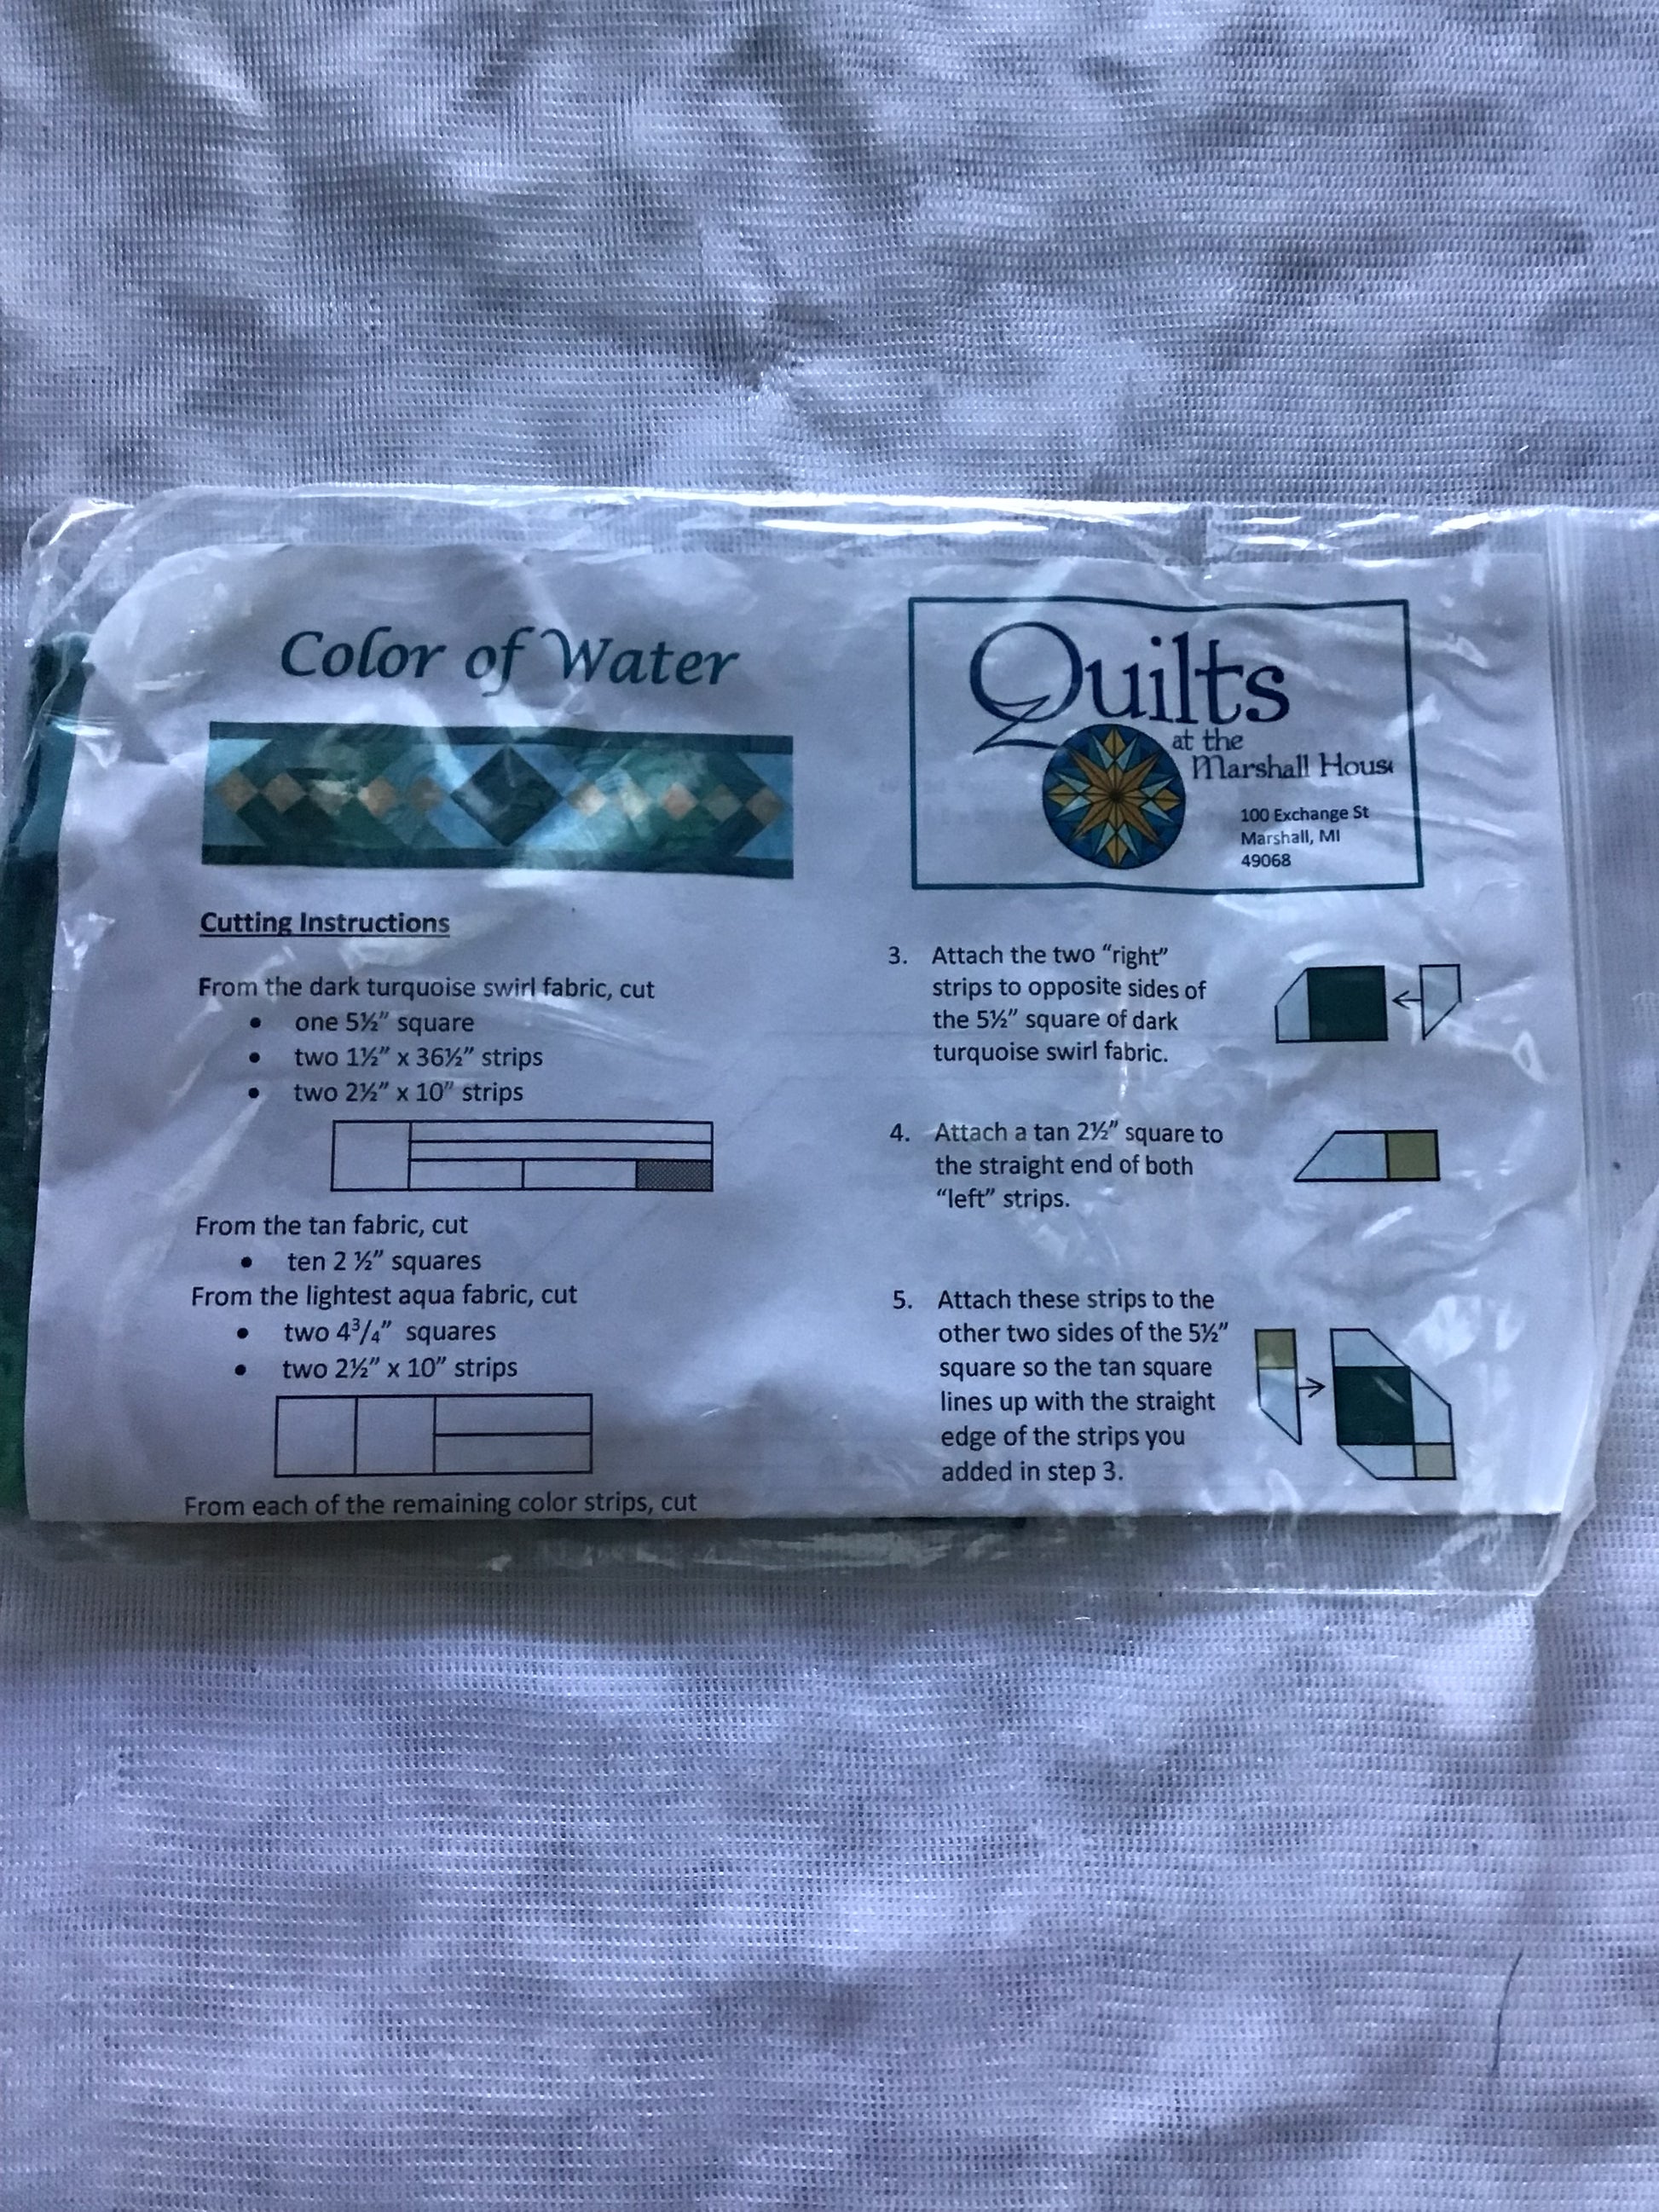 Color of Water
Cutting Instructions
From the dark turquoise swirl fabric, cut
• one 5½” square
• two 1½” x 36½” strips
• two 2½” x 10” strips
From the tan fabric, cut
• ten 2 ½” squares
From the lightest aqua fabric, cut
• two 4³/₄” squares
• two 2½” x 10” strips
From each of the remaining color strips, cut
Quilts
at the
Marshall House
100 Exchange St
Marshall, MI
49068
3. Attach the two “right”
strips to opposite sides of
the 5½” square of dark
turquoise swirl fabric.
4. Attach a tan 2½” square to
the straight end of both
“left” strips.
5. Attach these strips to the
other two sides of the 5½”
square so the tan square
lines up with the straight
edge of the strips you
added in step 3.